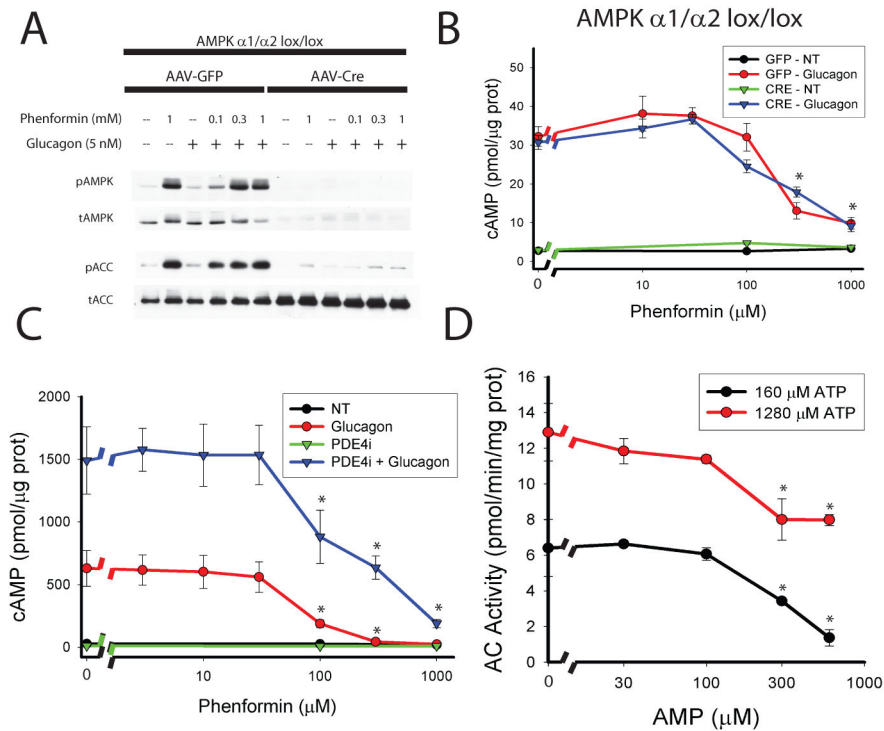 A
AMPK α1/α2 lox/lox
AAV-GFP AAV-Cre
Phenformin (mM) -- 1 -- 0.1 0.3 1 -- 1 -- 0.1 0.3 1
Glucagon (5 nM) -- -- + + + + -- -- + + + +
pAMPK
tAMPK
pACC
tACC
B
AMPK α1/α2 lox/lox
GFP - NT
GFP - Glucagon
CRE - NT
CRE - Glucagon
cAMP (pmol/μg prot)
50
40
30
20
10
0
* *
0 10 100 1000
Phenformin (μM)
C
NT
Glucagon
PDE4i
PDE4i + Glucagon
cAMP (pmol/μg prot)
2000
1500
1000
500
0
* *
* * *
0 10 100 1000
Phenformin (μM)
D
160 μM ATP
1280 μM ATP
AC Activity (pmol/min/mg prot)
16
14
12
10
8
6
4
2
0
* *
* *
0 30 100 300 1000
AMP (μM)